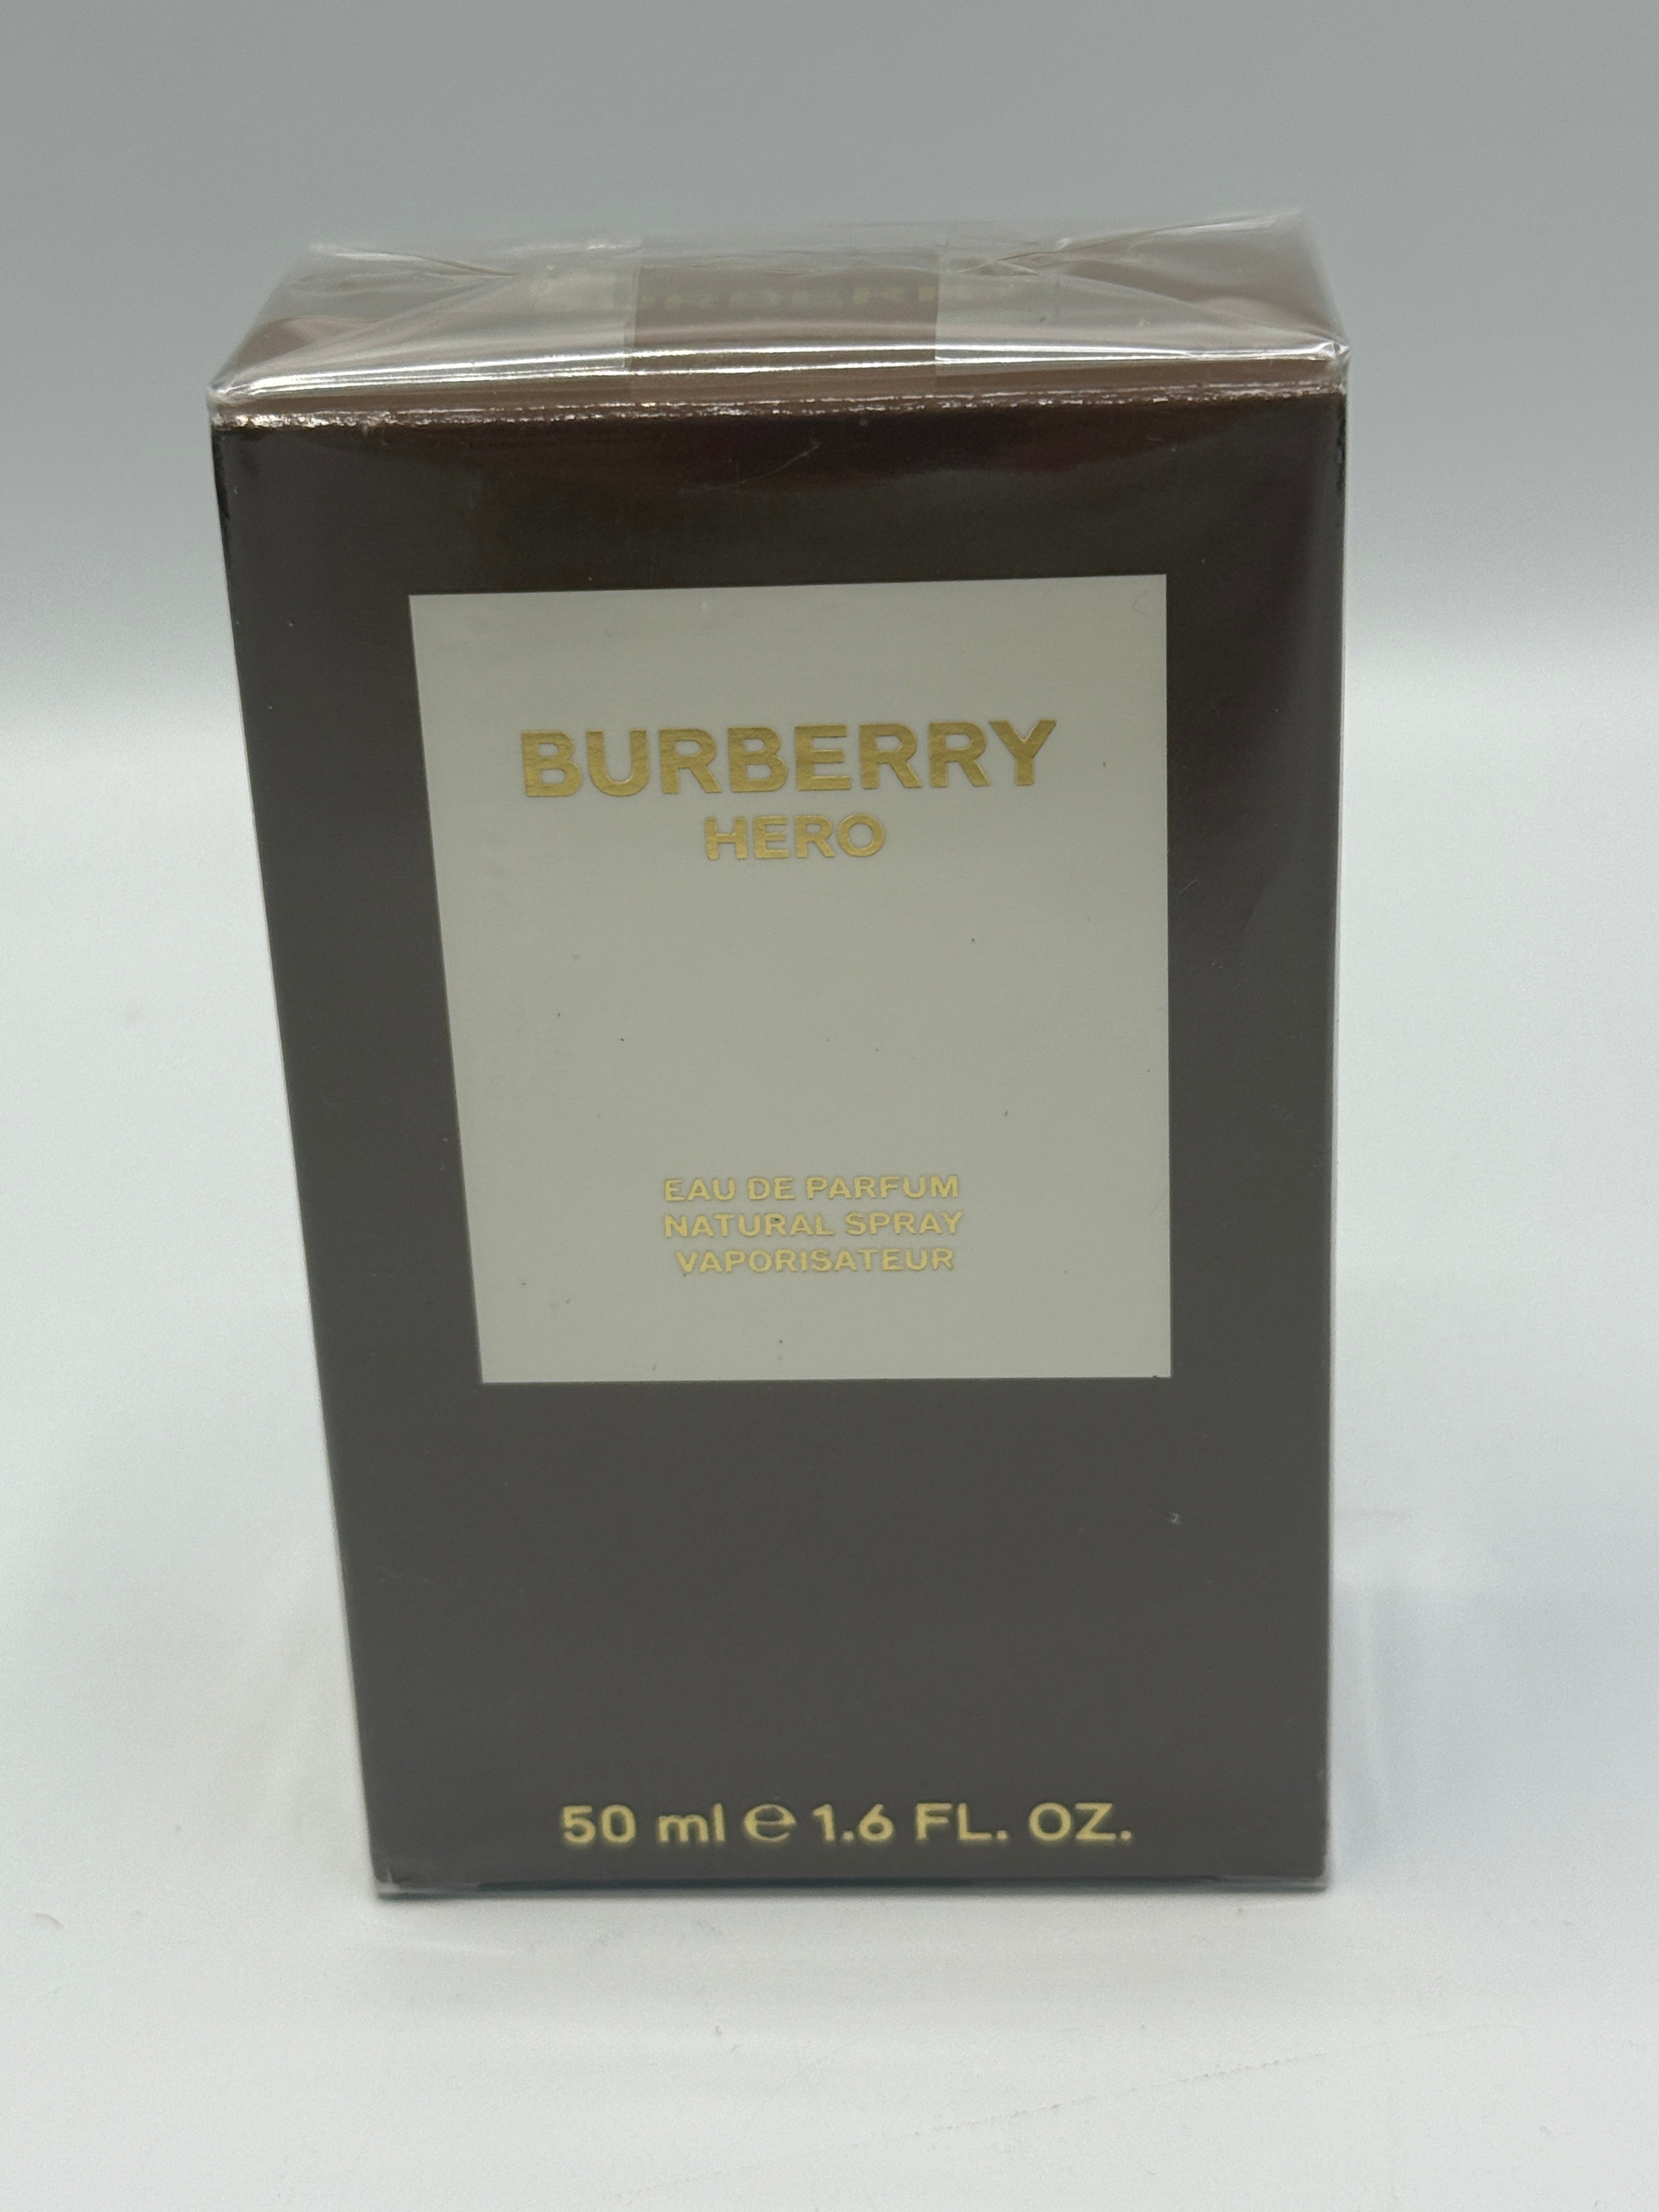 BURBERRY
HERO
EAU DE PARFUM
NATURAL SPRAY
VAPORISATEUR
50 ml ℮ 1.6 FL. OZ.